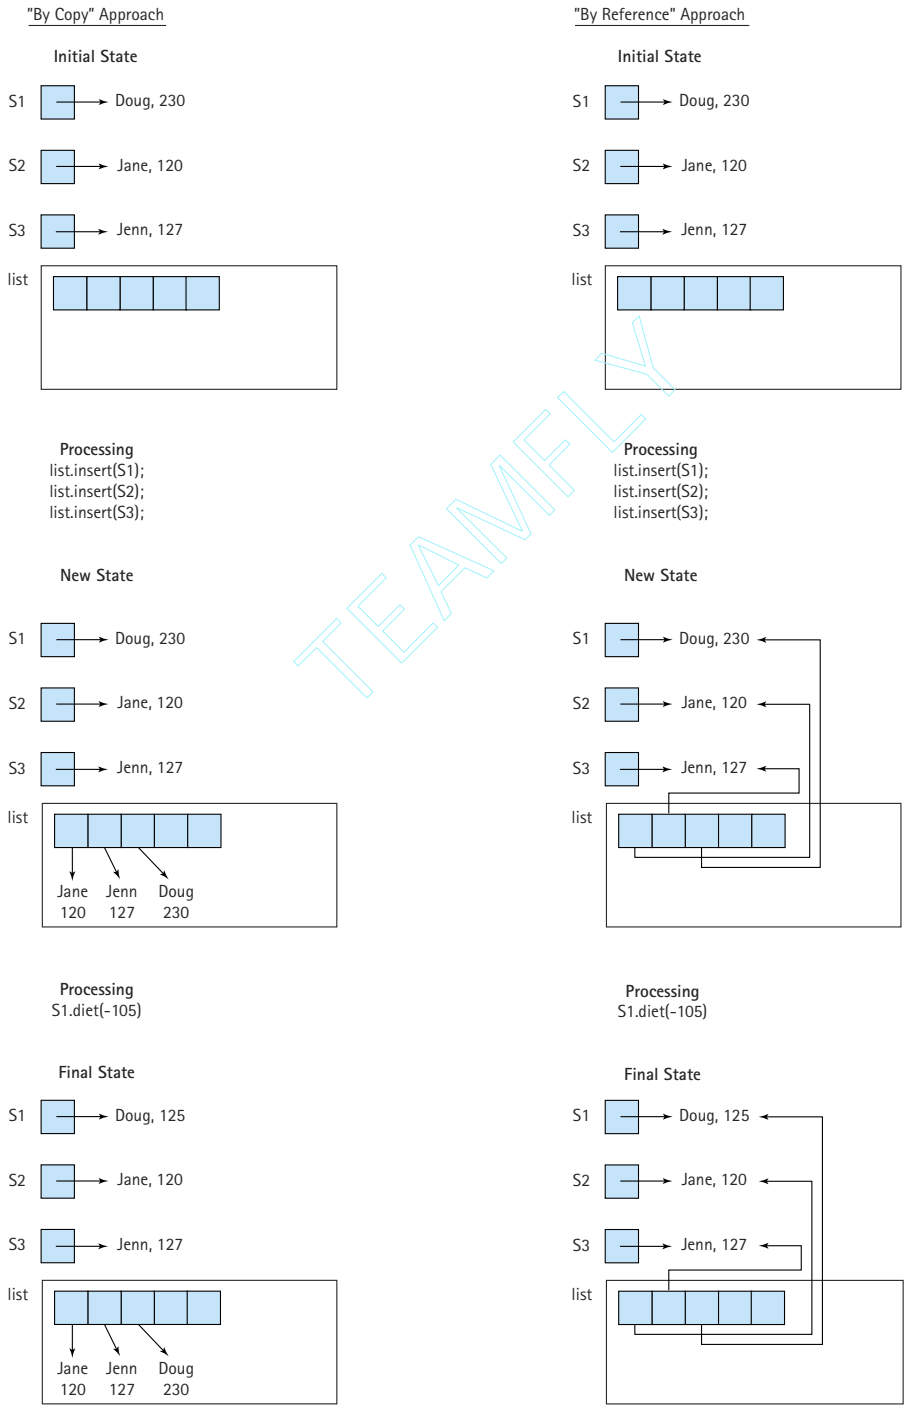 "By Copy" Approach
Initial State
S1 Doug, 230
S2 Jane, 120
S3 Jenn, 127
list
Processing
list.insert(S1);
list.insert(S2);
list.insert(S3);
New State
S1 Doug, 230
S2 Jane, 120
S3 Jenn, 127
list
Jane Jenn Doug
120 127 230
Processing
S1.diet(-105)
Final State
S1 Doug, 125
S2 Jane, 120
S3 Jenn, 127
list
Jane Jenn Doug
120 127 230
"By Reference" Approach
Initial State
S1 Doug, 230
S2 Jane, 120
S3 Jenn, 127
list
Processing
list.insert(S1);
list.insert(S2);
list.insert(S3);
New State
S1 Doug, 230
S2 Jane, 120
S3 Jenn, 127
list
Processing
S1.diet(-105)
Final State
S1 Doug, 125
S2 Jane, 120
S3 Jenn, 127
list
TEAMFLY